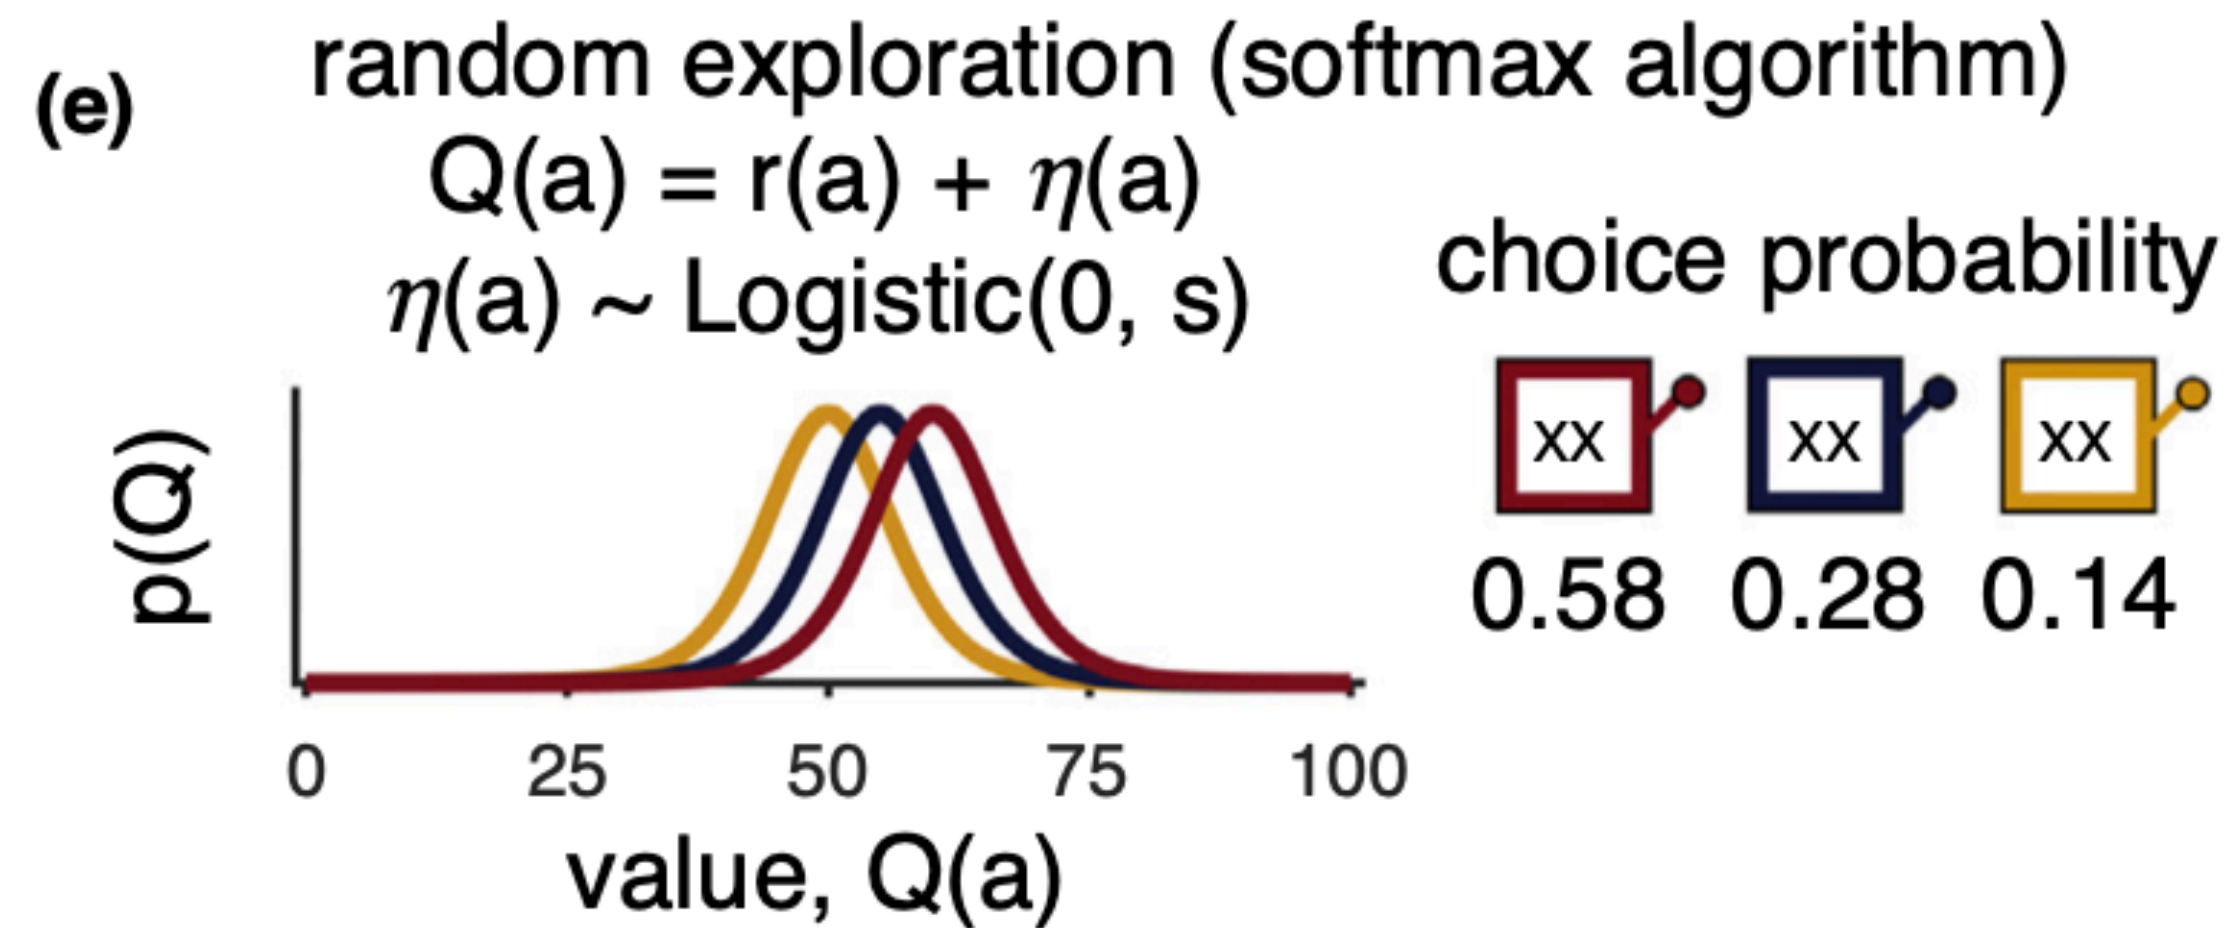 (e)
random exploration (softmax algorithm)
Q(a) = r(a) + η(a)
η(a) ~ Logistic(0, s)
choice probability
xx xx xx
0.58 0.28 0.14
p(Q)
0 25 50 75 100
value, Q(a)